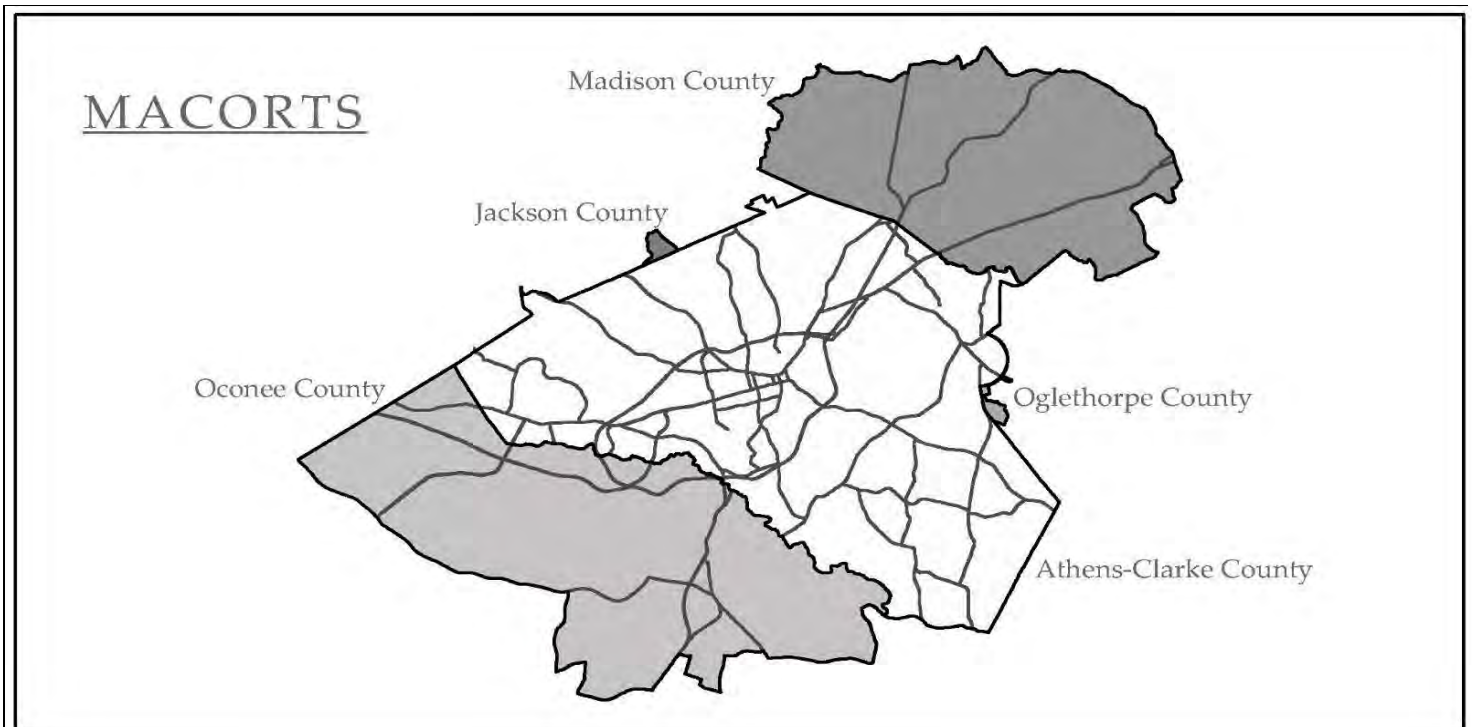 MACORTS
Madison County
Jackson County
Oconee County
Oglethorpe County
Athens-Clarke County